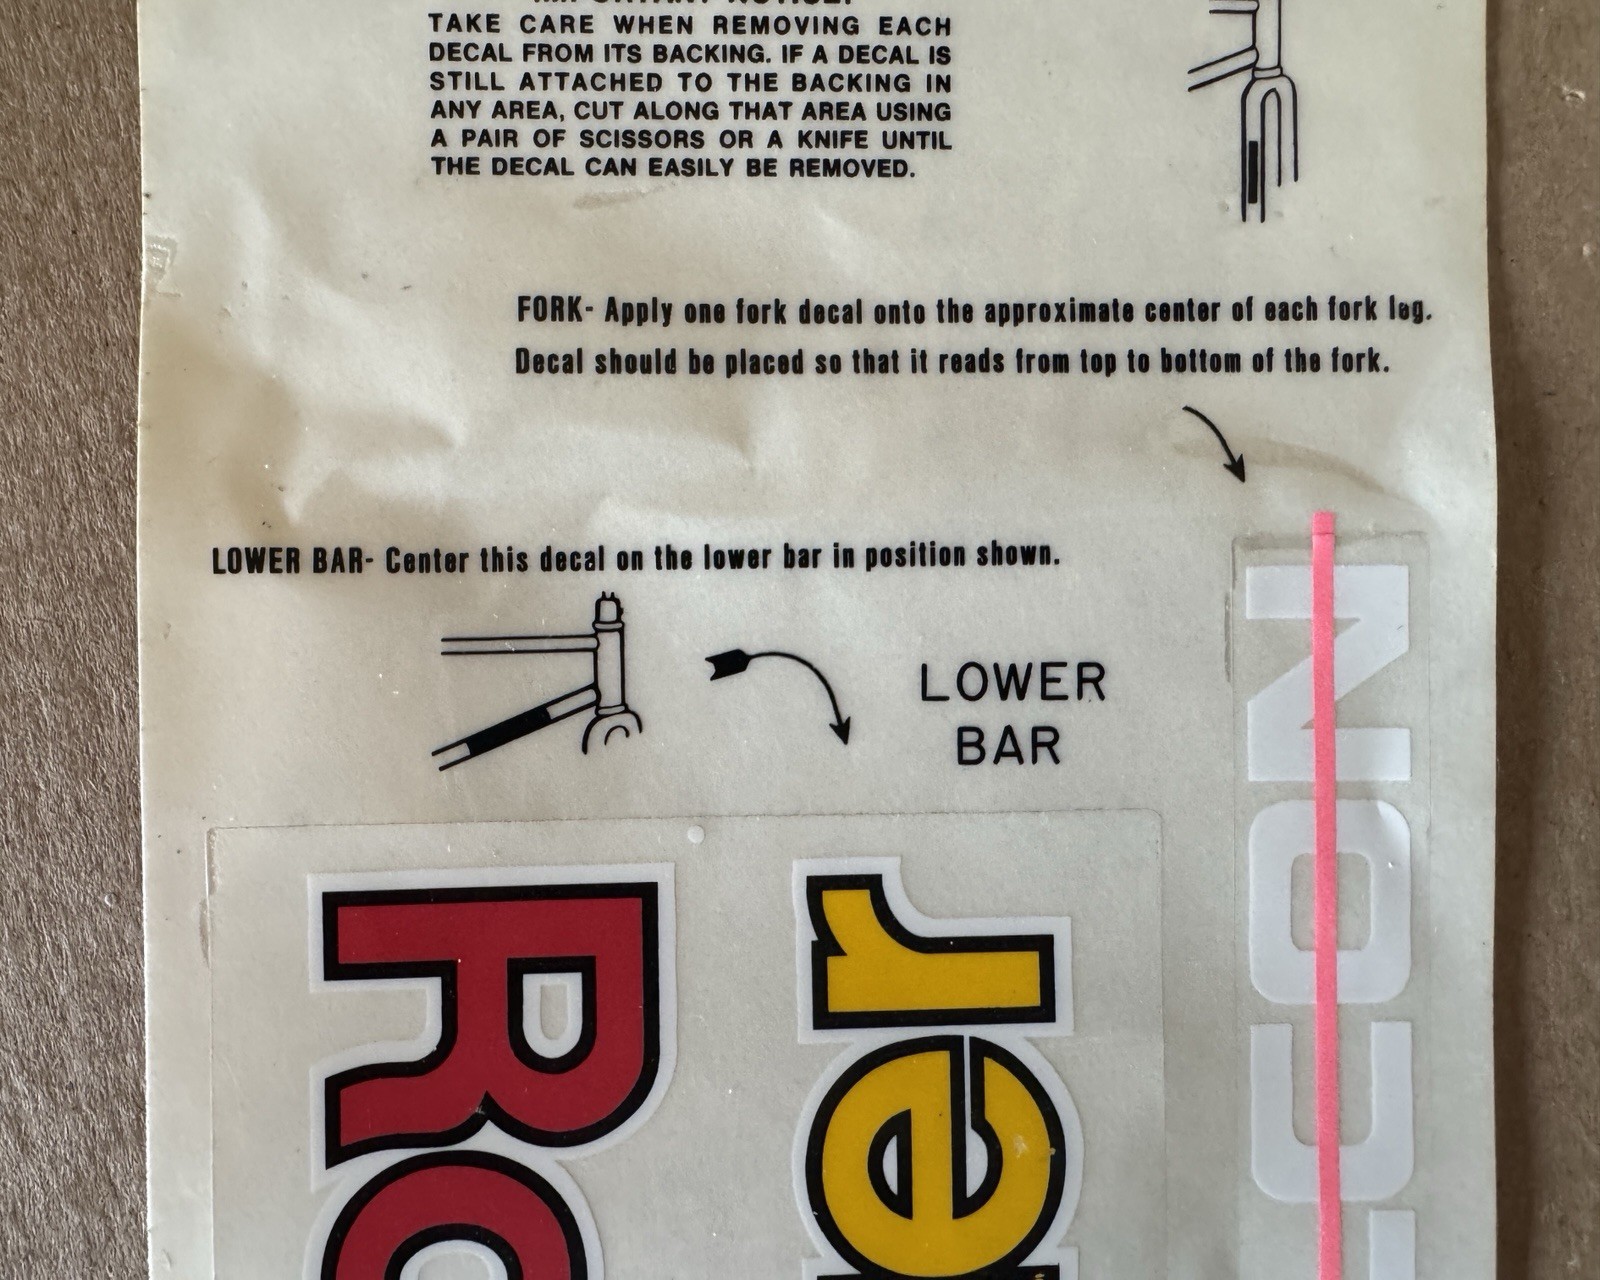 IMPORTANT NOTICE!
TAKE CARE WHEN REMOVING EACH
DECAL FROM ITS BACKING. IF A DECAL IS
STILL ATTACHED TO THE BACKING IN
ANY AREA, CUT ALONG THAT AREA USING
A PAIR OF SCISSORS OR A KNIFE UNTIL
THE DECAL CAN EASILY BE REMOVED.
FORK- Apply one fork decal onto the approximate center of each fork leg.
Decal should be placed so that it reads from top to bottom of the fork.
LOWER BAR- Center this decal on the lower bar in position shown.
LOWER
BAR
R
er
CON